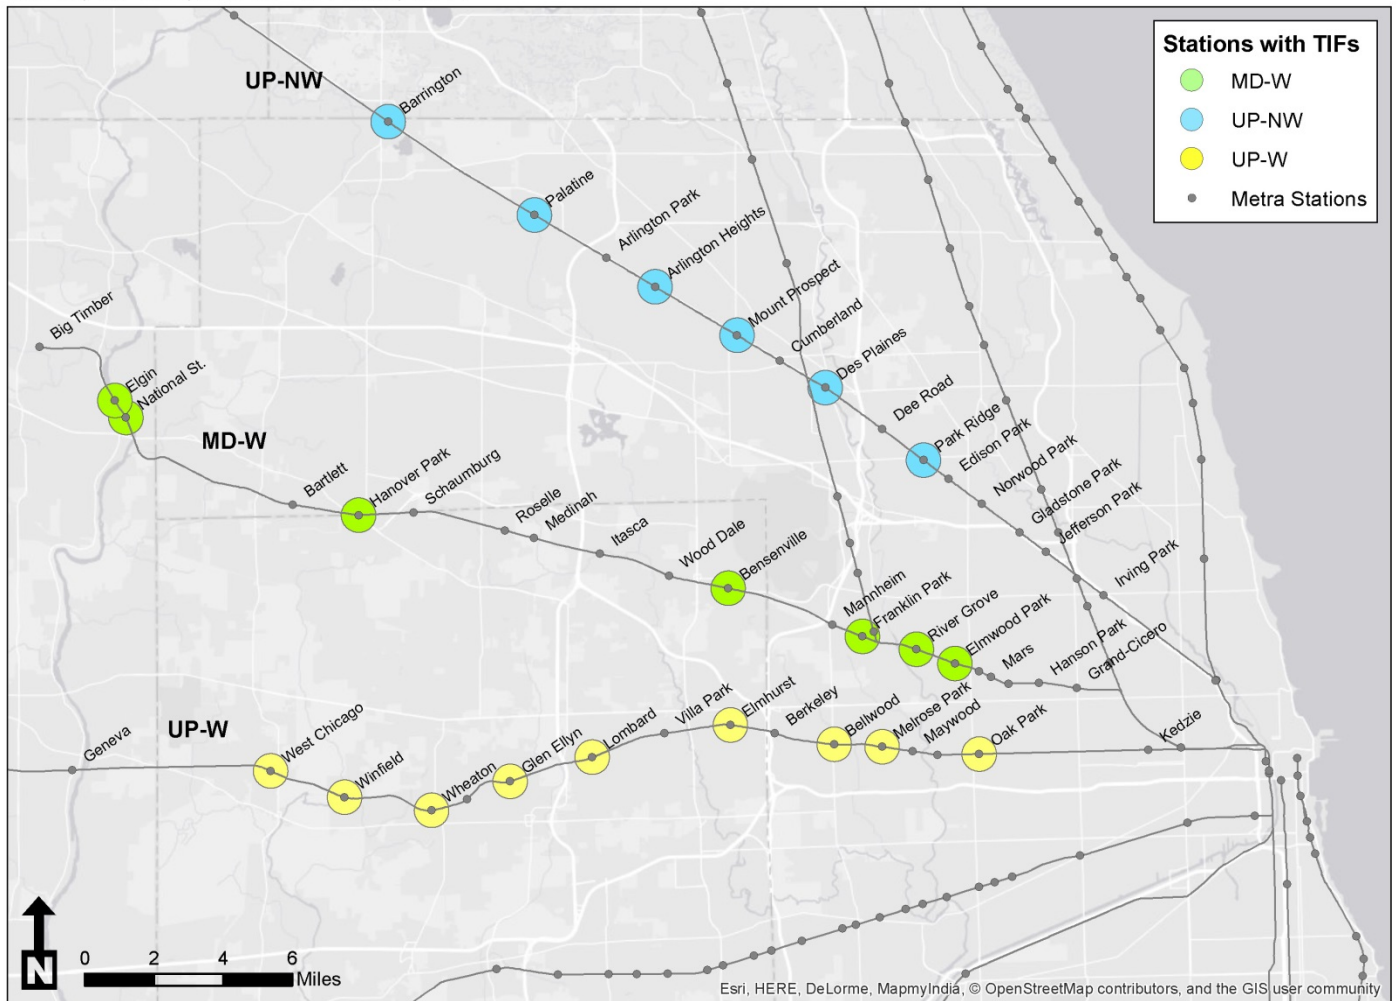 Stations with TIFs
MD-W
UP-NW
UP-W
Metra Stations
UP-NW
Barrington
Palatine
Arlington Park
Arlington Heights
Mount Prospect
Cumberland
Des Plaines
Dee Road
Park Ridge
Edison Park
Norwood Park
Gladstone Park
Jefferson Park
Irving Park
Big Timber
Elgin
National St.
MD-W
Bartlett
Hanover Park
Schaumburg
Roselle
Medinah
Itasca
Wood Dale
Bensenville
Mannheim
Franklin Park
River Grove
Elmwood Park
Mars
Hanson Park
Grand-Cicero
UP-W
Geneva
West Chicago
Winfield
Wheaton
Glen Ellyn
Lombard
Villa Park
Elmhurst
Berkeley
Bellwood
Melrose Park
Maywood
Oak Park
Kedzie
N
0 2 4 6
Miles
Esri, HERE, DeLorme, MapmyIndia, © OpenStreetMap contributors, and the GIS user community